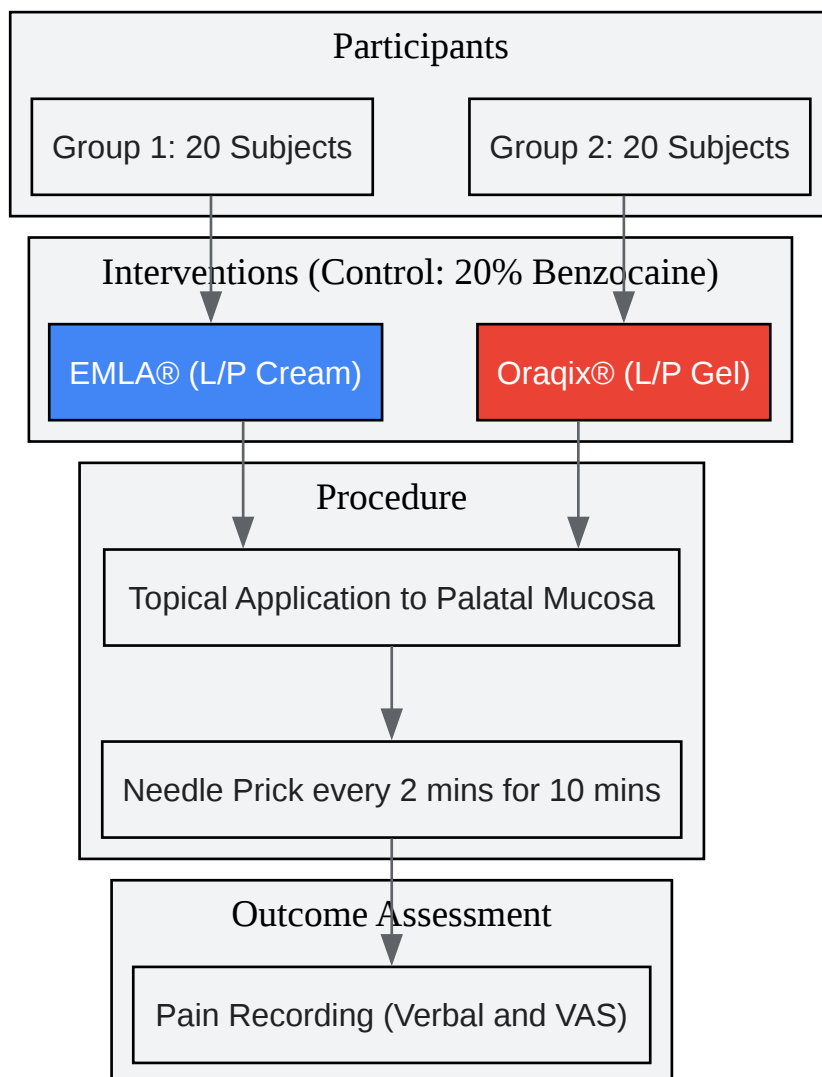 Participants
Group 1: 20 Subjects
Group 2: 20 Subjects
Interventions (Control: 20% Benzocaine)
EMLA® (L/P Cream)
Oraqix® (L/P Gel)
Procedure
Topical Application to Palatal Mucosa
Needle Prick every 2 mins for 10 mins
Outcome Assessment
Pain Recording (Verbal and VAS)